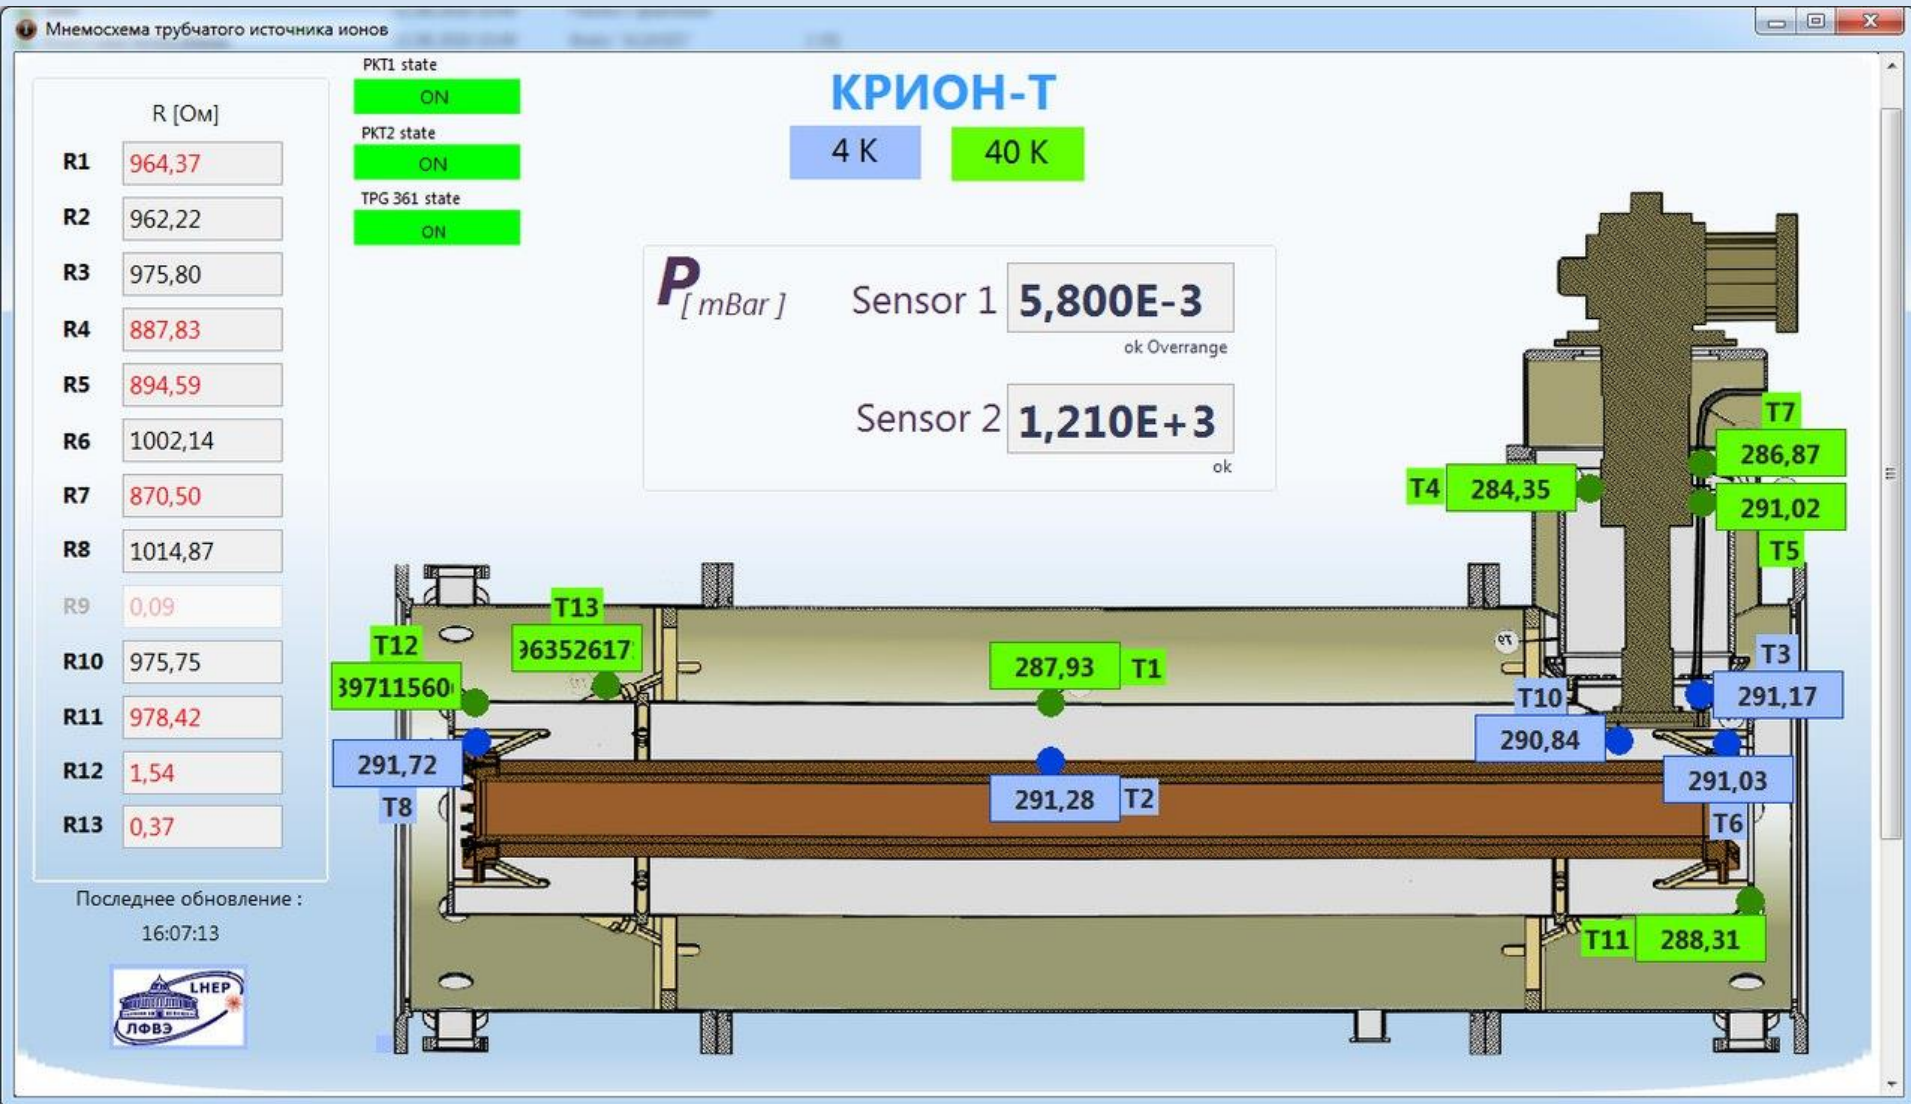 Мнемосхема трубчатого источника ионов
R [Ом]
R1 964,37
R2 962,22
R3 975,80
R4 887,83
R5 894,59
R6 1002,14
R7 870,50
R8 1014,87
R9 0,09
R10 975,75
R11 978,42
R12 1,54
R13 0,37
Последнее обновление :
16:07:13
LHEP
ЛФВЭ
PKT1 state
ON
PKT2 state
ON
TPG 361 state
ON
КРИОН-Т
4 K 40 K
P [ mBar ]
Sensor 1 5,800E-3
ok Overrange
Sensor 2 1,210E+3
ok
T7
286,87
T4 284,35
291,02
T5
T13
963526171
T12
397115600
287,93 T1
T9
T3
291,17
T10
290,84
291,72
T8
291,28 T2
291,03
T6
T11 288,31